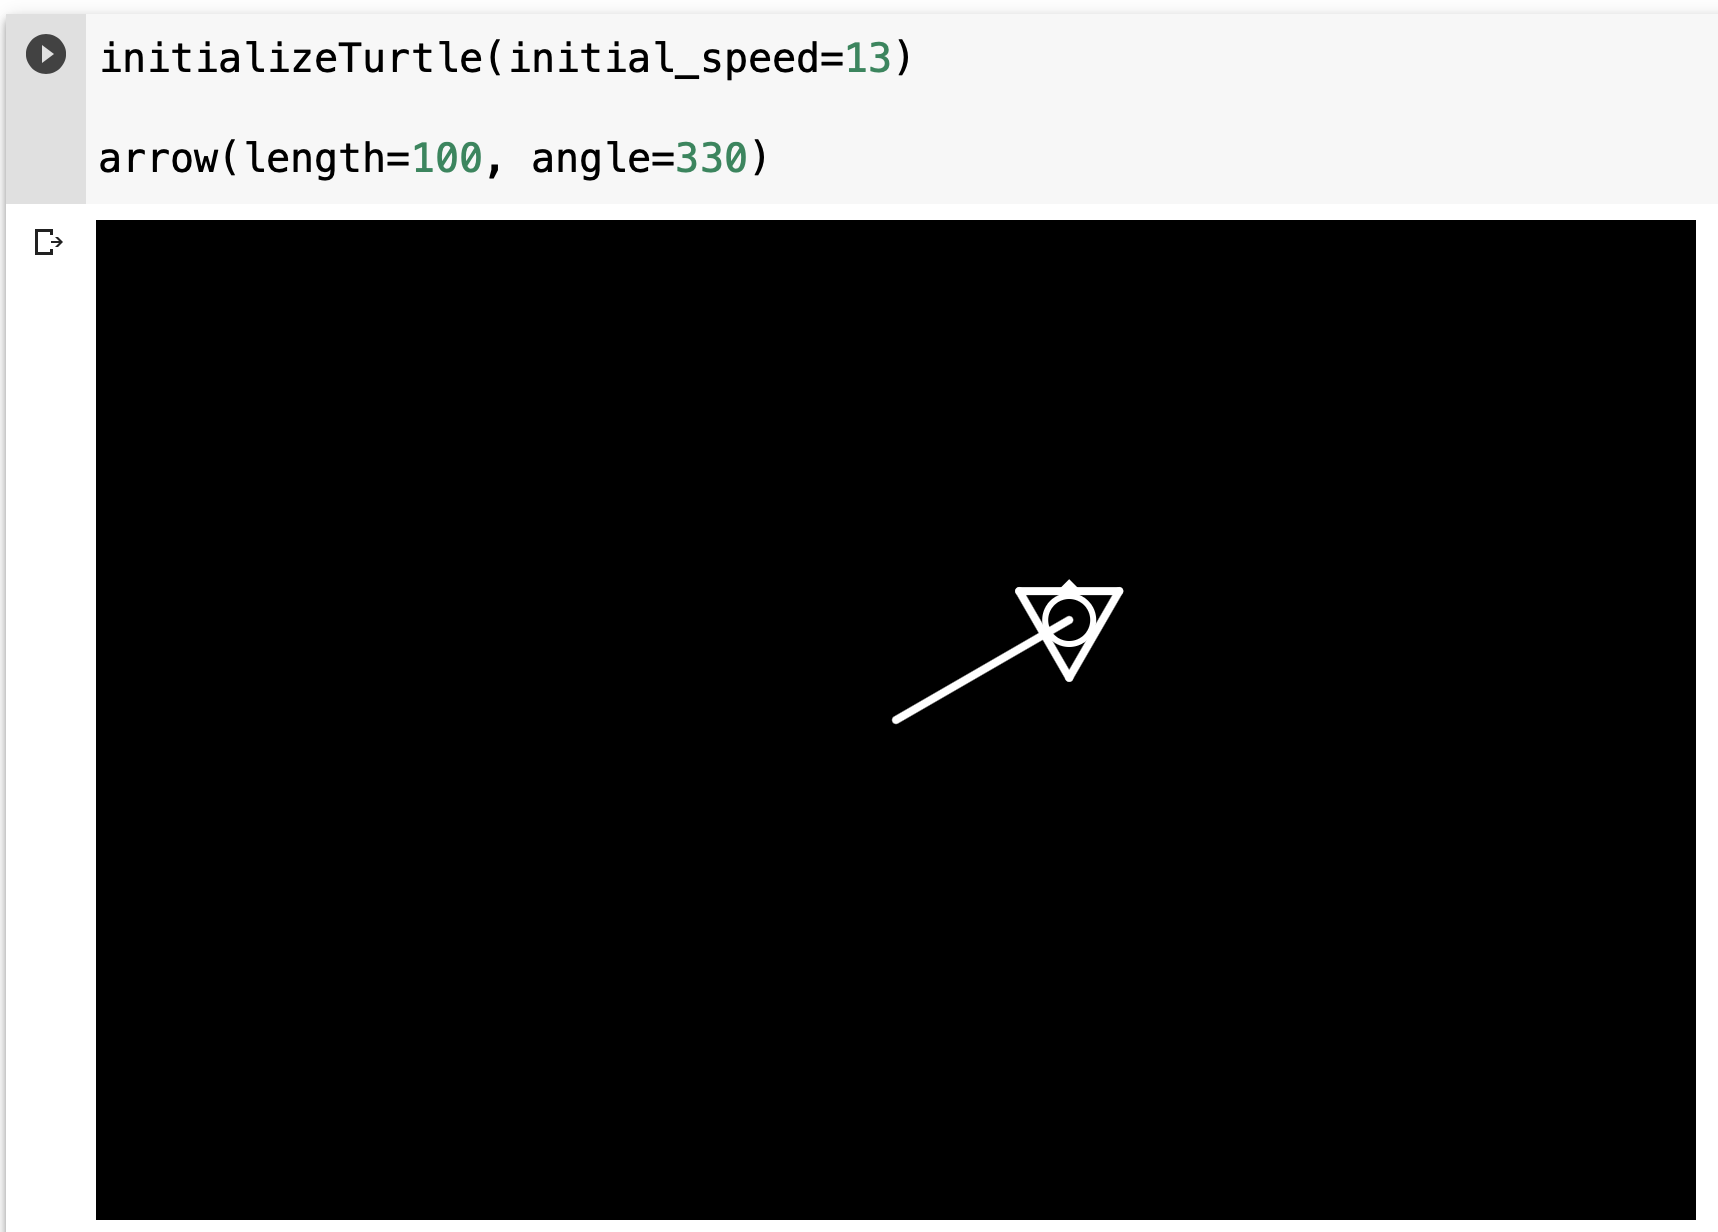 initializeTurtle(initial_speed=13)
arrow(length=100, angle=330)